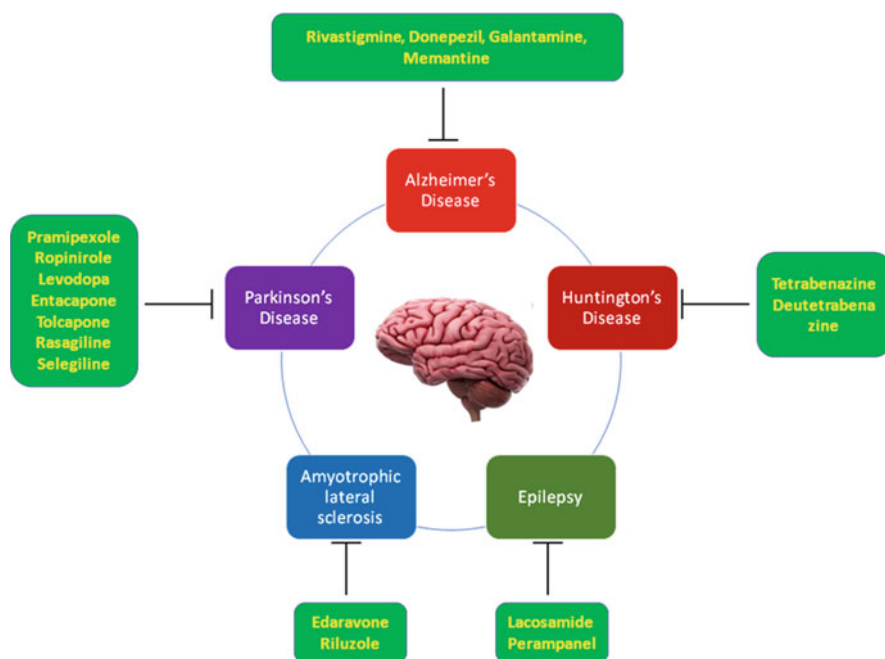 Rivastigmine, Donepezil, Galantamine,
Memantine
Alzheimer's
Disease
Pramipexole
Ropinirole
Levodopa
Entacapone
Tolcapone
Rasagiline
Selegiline
Parkinson's
Disease
Huntington's
Disease
Tetrabenazine
Deutetrabena
zine
Amyotrophic
lateral
sclerosis
Epilepsy
Edaravone
Riluzole
Lacosamide
Perampanel